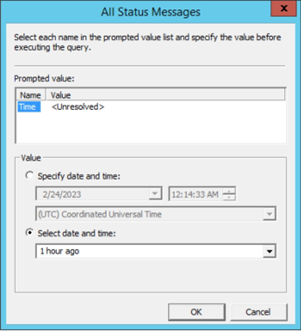 All Status Messages
x
Select each name in the prompted value list and specify the value before
executing the query.
Prompted value:
Name Value
Time <Unresolved>
Value
Specify date and time:
2/24/2023 12:14:33 AM
(UTC) Coordinated Universal Time
Select date and time:
1 hour ago
OK Cancel